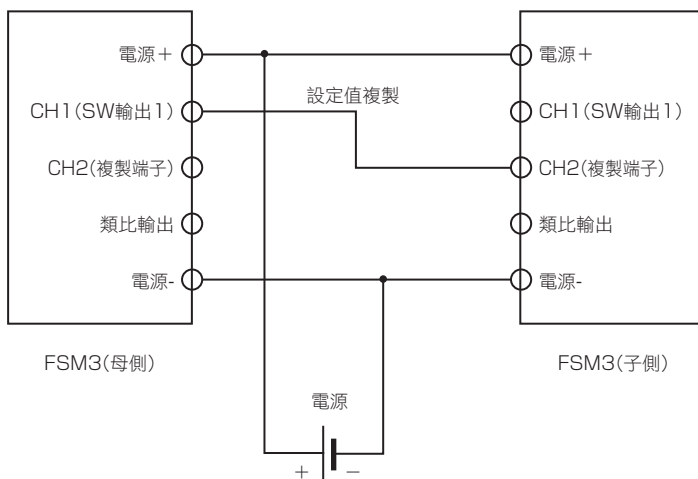 電源＋
CH1(SW輸出1)
CH2(複製端子)
類比輸出
電源-
FSM3(母側)
設定值複製
電源＋
CH1(SW輸出1)
CH2(複製端子)
類比輸出
電源-
FSM3(子側)
電源
＋ －